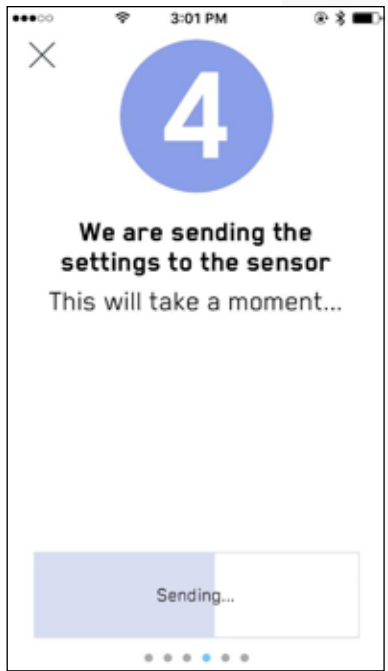 3:01 PM
4
We are sending the
settings to the sensor
This will take a moment...
Sending...